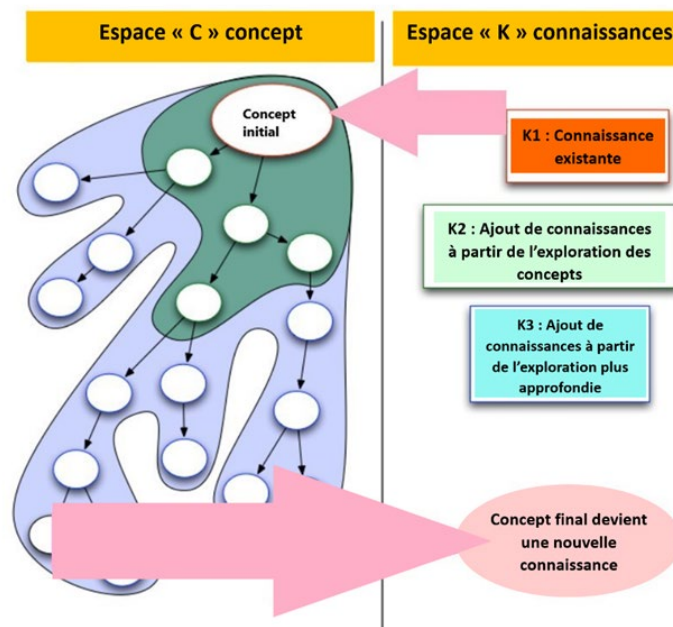 Espace « C » concept
Espace « K » connaissances
Concept
initial
K1 : Connaissance
existante
K2 : Ajout de connaissances
à partir de l’exploration des
concepts
K3 : Ajout de
connaissances à partir
de l’exploration plus
approfondie
Concept final devient
une nouvelle
connaissance